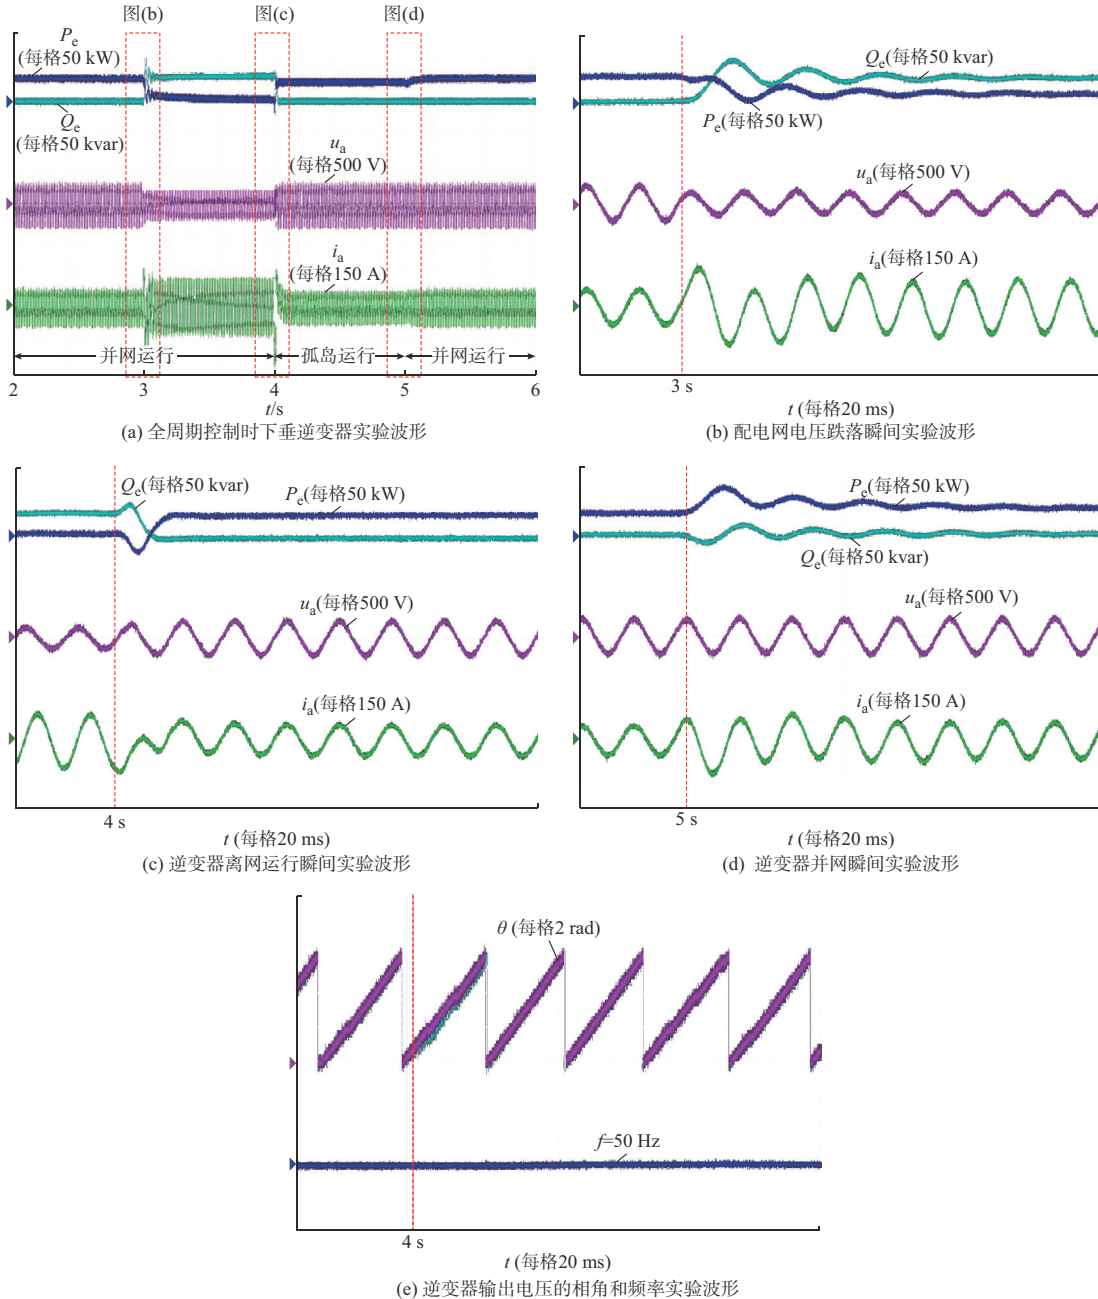 图(b)
图(c)
图(d)
Pe
(每格50 kW)
Qe
(每格50 kvar)
ua
(每格500 V)
ia
(每格150 A)
并网运行
孤岛运行
并网运行
2
3
4
5
6
t/s
(a) 全周期控制时下垂逆变器实验波形
Qe(每格50 kvar)
Pe(每格50 kW)
ua(每格500 V)
ia(每格150 A)
3 s
t (每格20 ms)
(b) 配电网电压跌落瞬间实验波形
Qe(每格50 kvar)
Pe(每格50 kW)
ua(每格500 V)
ia(每格150 A)
4 s
t (每格20 ms)
(c) 逆变器离网运行瞬间实验波形
Pe(每格50 kW)
Qe(每格50 kvar)
ua(每格500 V)
ia(每格150 A)
5 s
t (每格20 ms)
(d) 逆变器并网瞬间实验波形
θ (每格2 rad)
f=50 Hz
4 s
t (每格20 ms)
(e) 逆变器输出电压的相角和频率实验波形